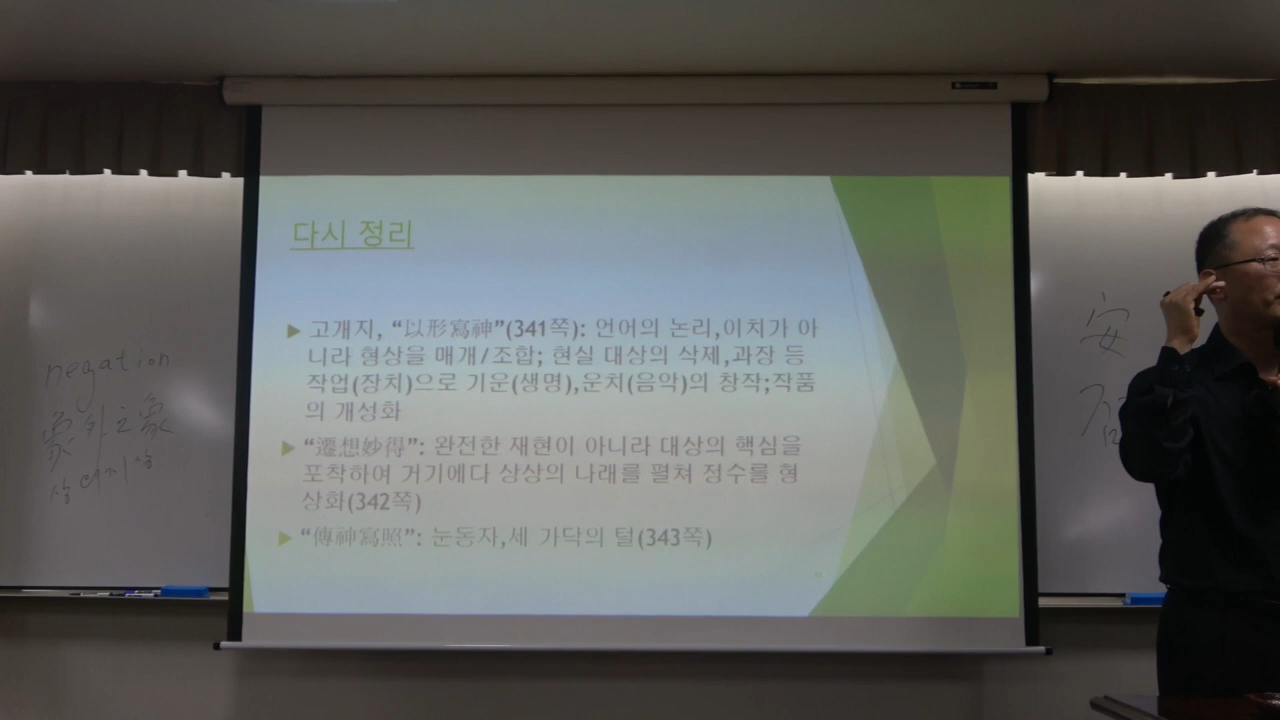 negation
象外之象
상외지상
다시 정리
▶ 고개지, “以形寫神”(341쪽): 언어의 논리,이치가 아
니라 형상을 매개/조합; 현실 대상의 삭제,과장 등
작업(장치)으로 기운(생명),운치(음악)의 창작;작품
의 개성화
▶ “遷想妙得”: 완전한 재현이 아니라 대상의 핵심을
포착하여 거기에다 상상의 나래를 펼쳐 정수를 형
상화(342쪽)
▶ “傳神寫照”: 눈동자,세 가닥의 털(343쪽)
安